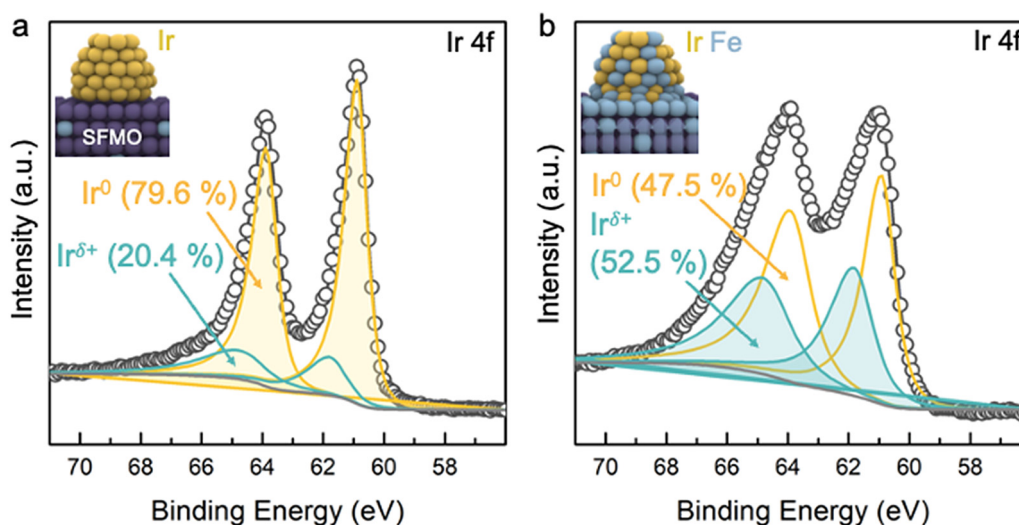 a
Ir
Ir 4f
SFMO
Ir⁰ (79.6 %)
Irδ+ (20.4 %)
Intensity (a.u.)
70 68 66 64 62 60 58
Binding Energy (eV)
b
Ir Fe
Ir 4f
Ir⁰ (47.5 %)
Irδ+
(52.5 %)
Intensity (a.u.)
70 68 66 64 62 60 58
Binding Energy (eV)